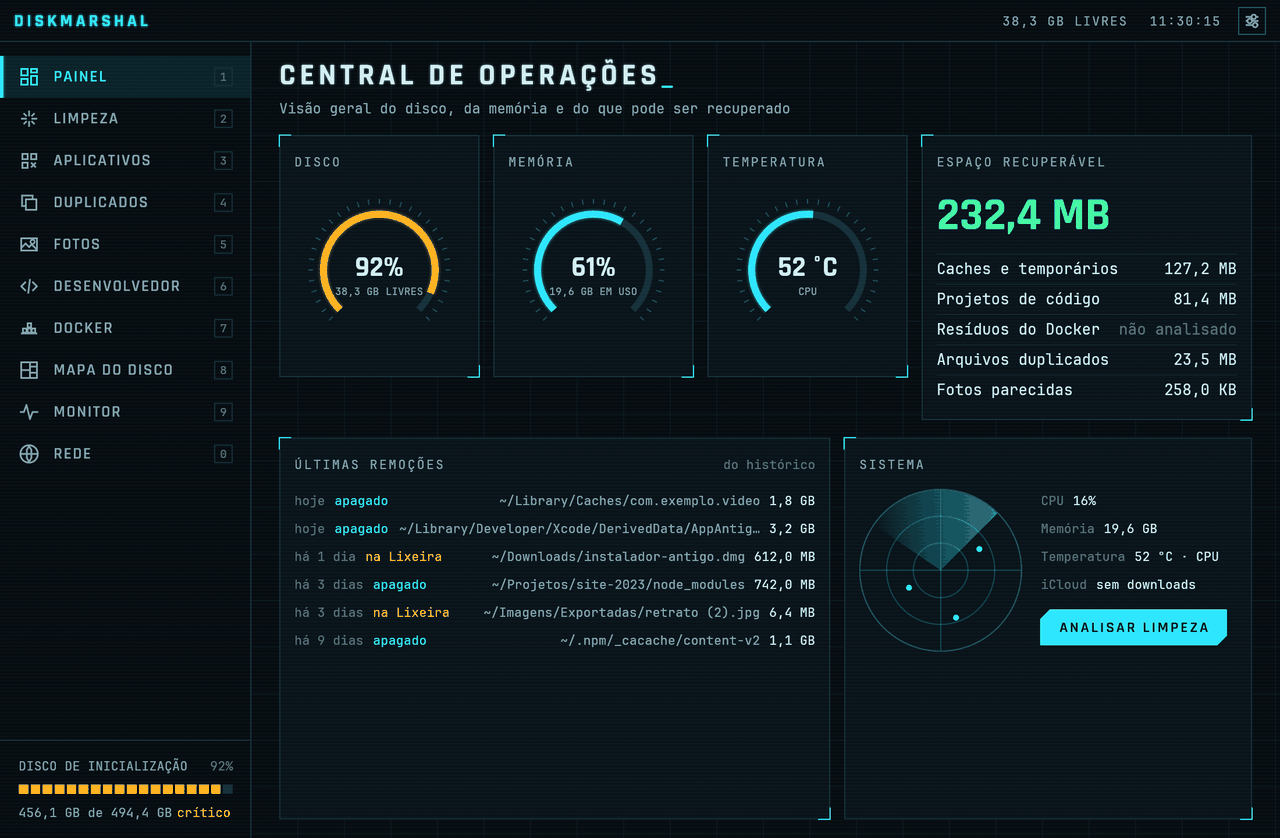 DISKMARSHAL
38,3 GB LIVRES 11:30:15
PAINEL 1
LIMPEZA 2
APLICATIVOS 3
DUPLICADOS 4
FOTOS 5
DESENVOLVEDOR 6
DOCKER 7
MAPA DO DISCO 8
MONITOR 9
REDE 0
DISCO DE INICIALIZAÇÃO 92%
456,1 GB de 494,4 GB crítico
CENTRAL DE OPERAÇÕES_
Visão geral do disco, da memória e do que pode ser recuperado
DISCO
92%
38,3 GB LIVRES
MEMÓRIA
61%
19,6 GB EM USO
TEMPERATURA
52 °C
CPU
ESPAÇO RECUPERÁVEL
232,4 MB
Caches e temporários 127,2 MB
Projetos de código 81,4 MB
Resíduos do Docker não analisado
Arquivos duplicados 23,5 MB
Fotos parecidas 258,0 KB
ÚLTIMAS REMOÇÕES do histórico
hoje apagado ~/Library/Caches/com.exemplo.video 1,8 GB
hoje apagado ~/Library/Developer/Xcode/DerivedData/AppAntig… 3,2 GB
há 1 dia na Lixeira ~/Downloads/instalador-antigo.dmg 612,0 MB
há 3 dias apagado ~/Projetos/site-2023/node_modules 742,0 MB
há 3 dias na Lixeira ~/Imagens/Exportadas/retrato (2).jpg 6,4 MB
há 9 dias apagado ~/.npm/_cacache/content-v2 1,1 GB
SISTEMA
CPU 16%
Memória 19,6 GB
Temperatura 52 °C · CPU
iCloud sem downloads
ANALISAR LIMPEZA